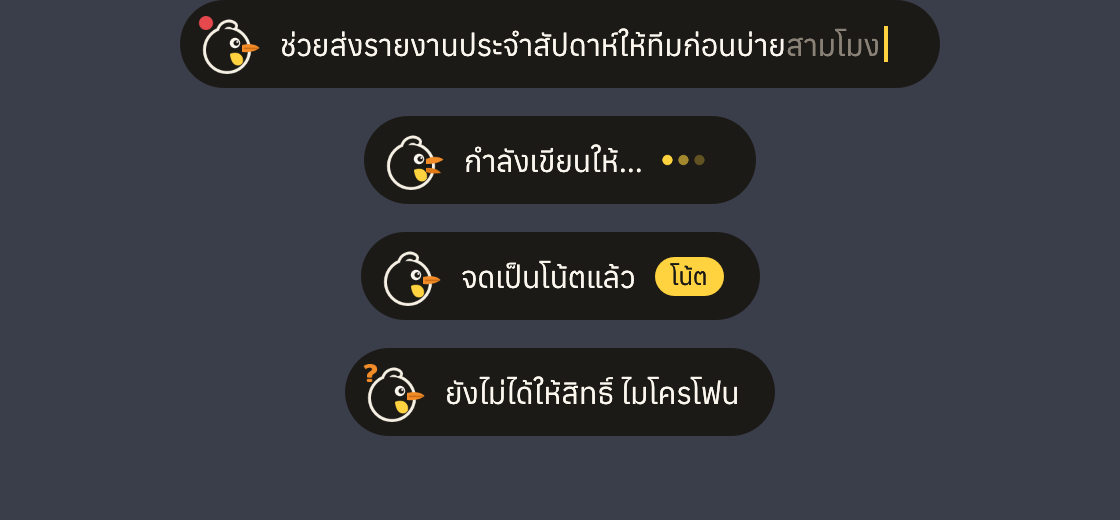 ช่วยส่งรายงานประจำสัปดาห์ให้ทีมก่อนบ่ายสามโมง
กำลังเขียนให้...
จดเป็นโน้ตแล้ว โน้ต
?
ยังไม่ได้ให้สิทธิ์ ไมโครโฟน